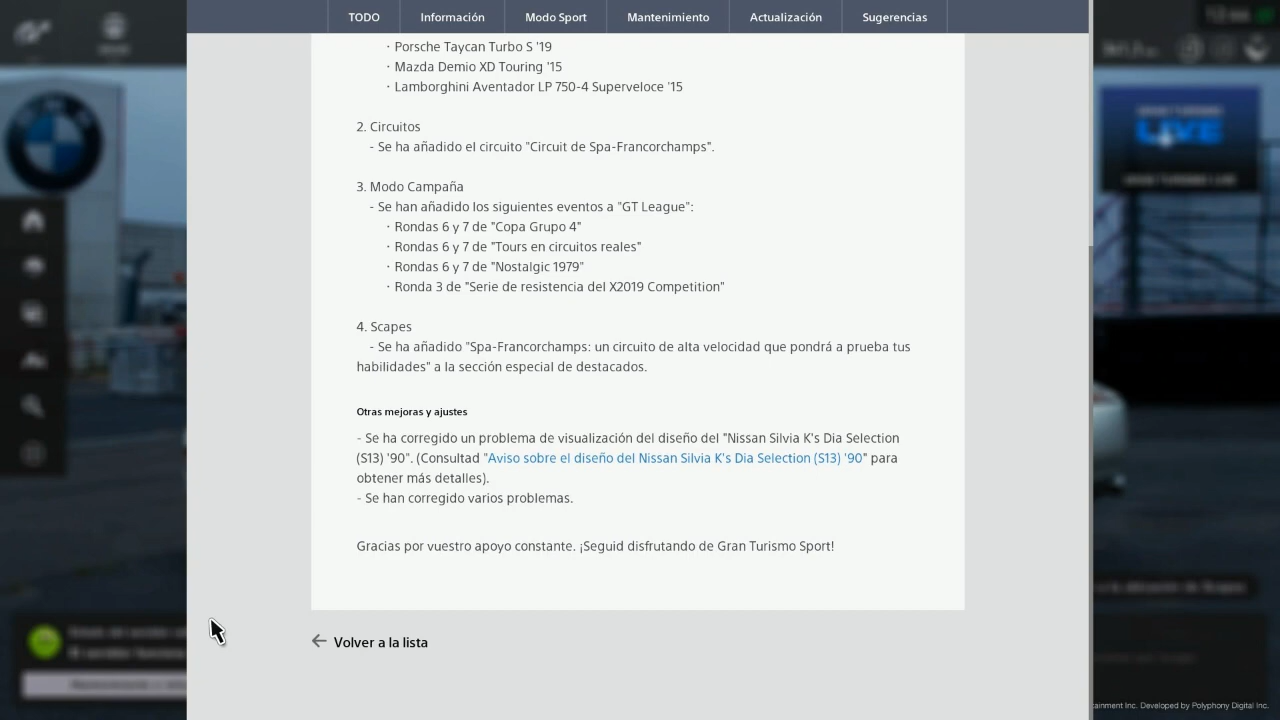 TODO
Información
Modo Sport
Mantenimiento
Actualización
Sugerencias
· Porsche Taycan Turbo S '19
· Mazda Demio XD Touring '15
· Lamborghini Aventador LP 750-4 Superveloce '15
2. Circuitos
- Se ha añadido el circuito "Circuit de Spa-Francorchamps".
3. Modo Campaña
- Se han añadido los siguientes eventos a "GT League":
· Rondas 6 y 7 de "Copa Grupo 4"
· Rondas 6 y 7 de "Tours en circuitos reales"
· Rondas 6 y 7 de "Nostalgic 1979"
· Ronda 3 de "Serie de resistencia del X2019 Competition"
4. Scapes
- Se ha añadido "Spa-Francorchamps: un circuito de alta velocidad que pondrá a prueba tus
habilidades" a la sección especial de destacados.
Otras mejoras y ajustes
- Se ha corregido un problema de visualización del diseño del "Nissan Silvia K's Dia Selection
(S13) '90". (Consultad "Aviso sobre el diseño del Nissan Silvia K's Dia Selection (S13) '90" para
obtener más detalles).
- Se han corregido varios problemas.
Gracias por vuestro apoyo constante. ¡Seguid disfrutando de Gran Turismo Sport!
← Volver a la lista
LIVE
tainment Inc. Developed by Polyphony Digital Inc.